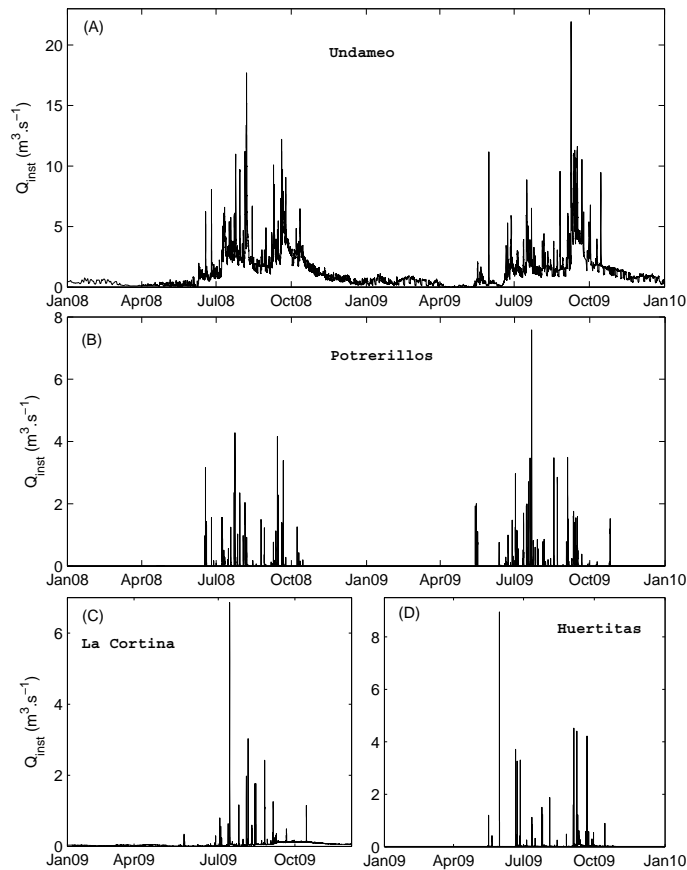 (A)
Undameo
Q_inst (m³.s⁻¹)
20
15
10
5
0
Jan08 Apr08 Jul08 Oct08 Jan09 Apr09 Jul09 Oct09 Jan10
(B)
Potrerillos
Q_inst (m³.s⁻¹)
8
6
4
2
0
Jan08 Apr08 Jul08 Oct08 Jan09 Apr09 Jul09 Oct09 Jan10
(C)
La Cortina
Q_inst (m³.s⁻¹)
6
4
2
0
Jan09 Apr09 Jul09 Oct09
(D)
Huertitas
8
6
4
2
0
Jan09 Apr09 Jul09 Oct09 Jan10